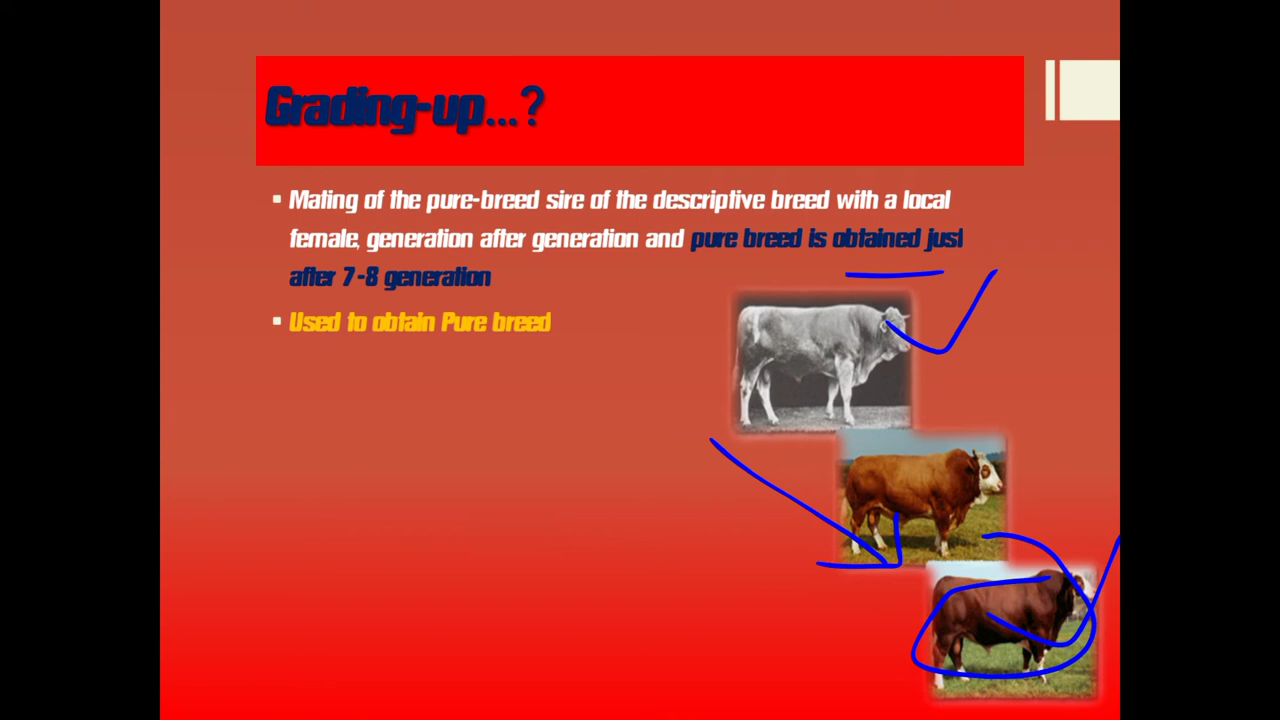 Grading-up...?
▪ Mating of the pure-breed sire of the descriptive breed with a local
female, generation after generation and pure breed is obtained just
after 7-8 generation
▪ Used to obtain Pure breed